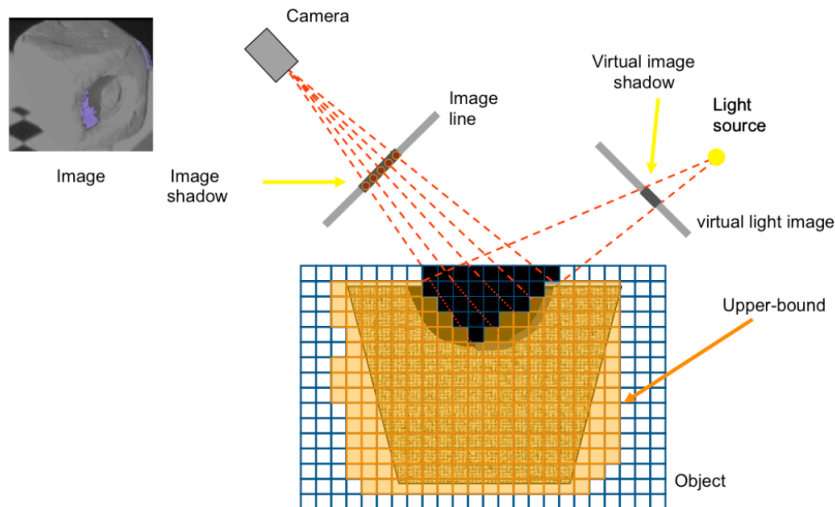 Camera
Virtual image
shadow
Light
source
Image
line
Image
Image
shadow
virtual light image
Upper-bound
Object